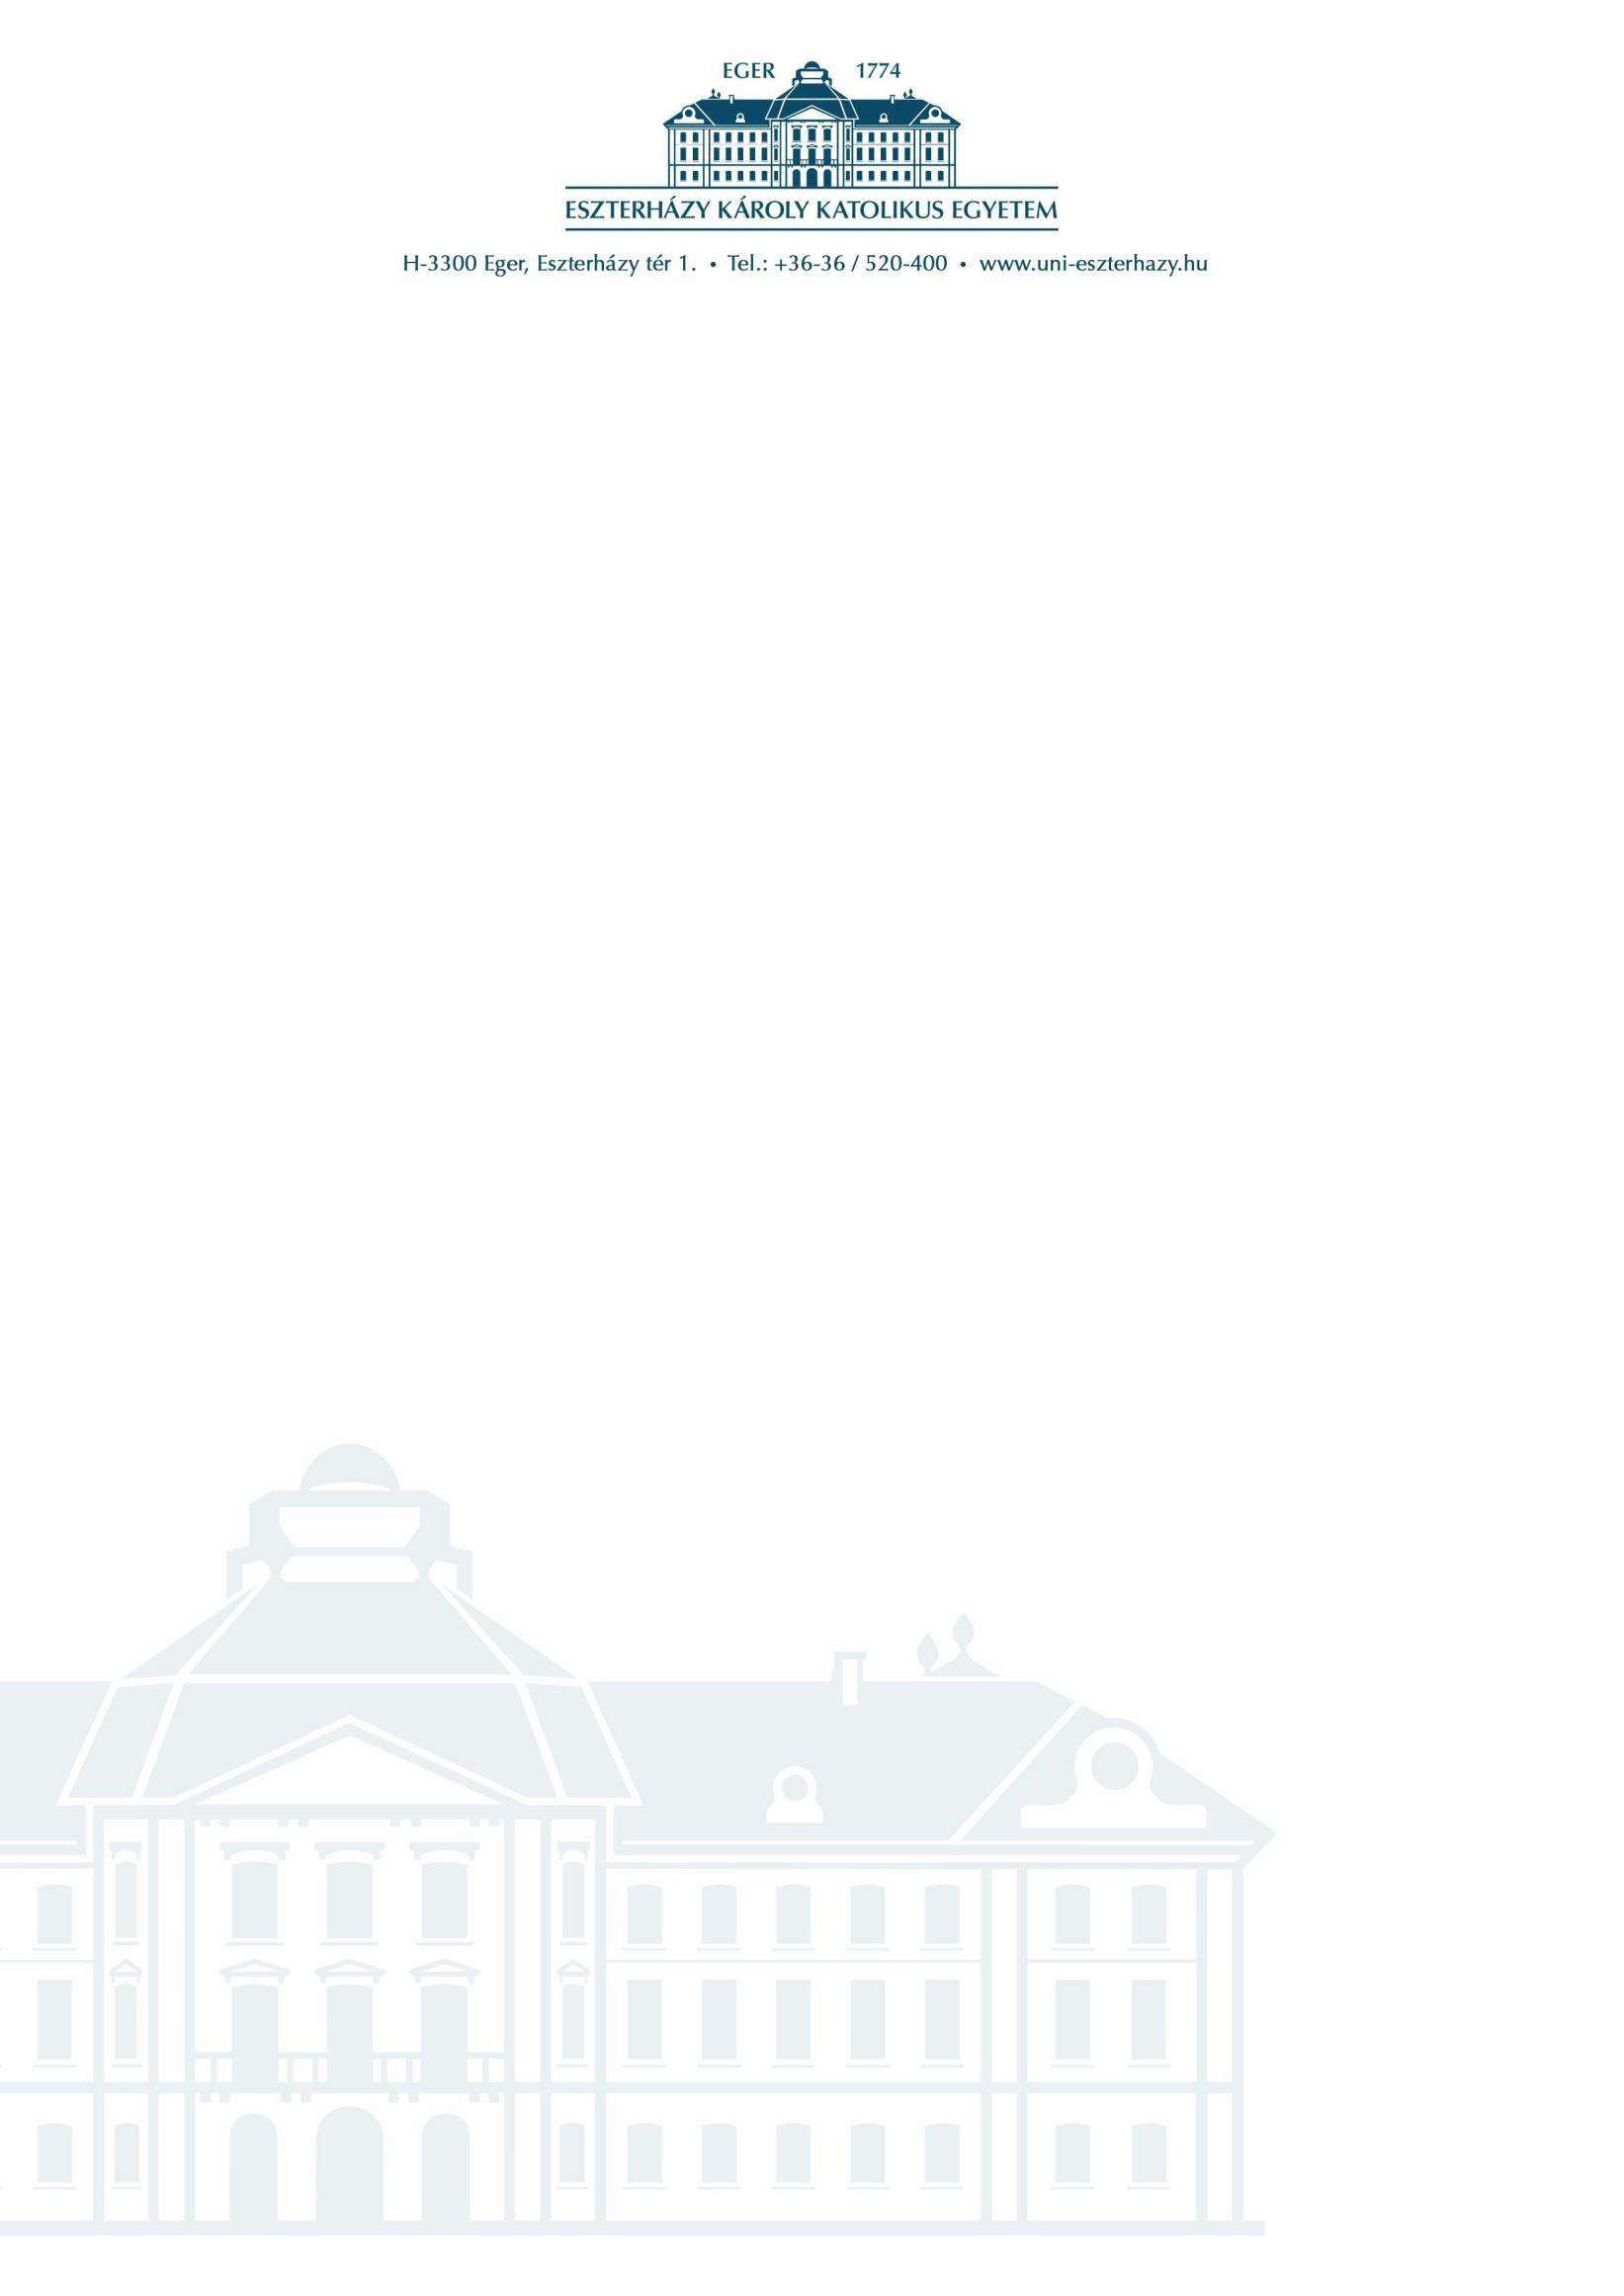 EGER 1774
ESZTERHÁZY KÁROLY KATOLIKUS EGYETEM
H-3300 Eger, Eszterházy tér 1. • Tel.: +36-36 / 520-400 • www.uni-eszterhazy.hu